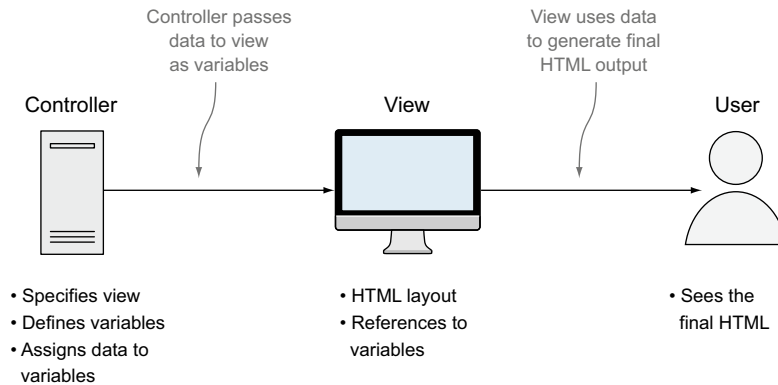 Controller passes
data to view
as variables
View uses data
to generate final
HTML output
Controller
View
User
• Specifies view
• Defines variables
• Assigns data to
variables
• HTML layout
• References to
variables
• Sees the
final HTML